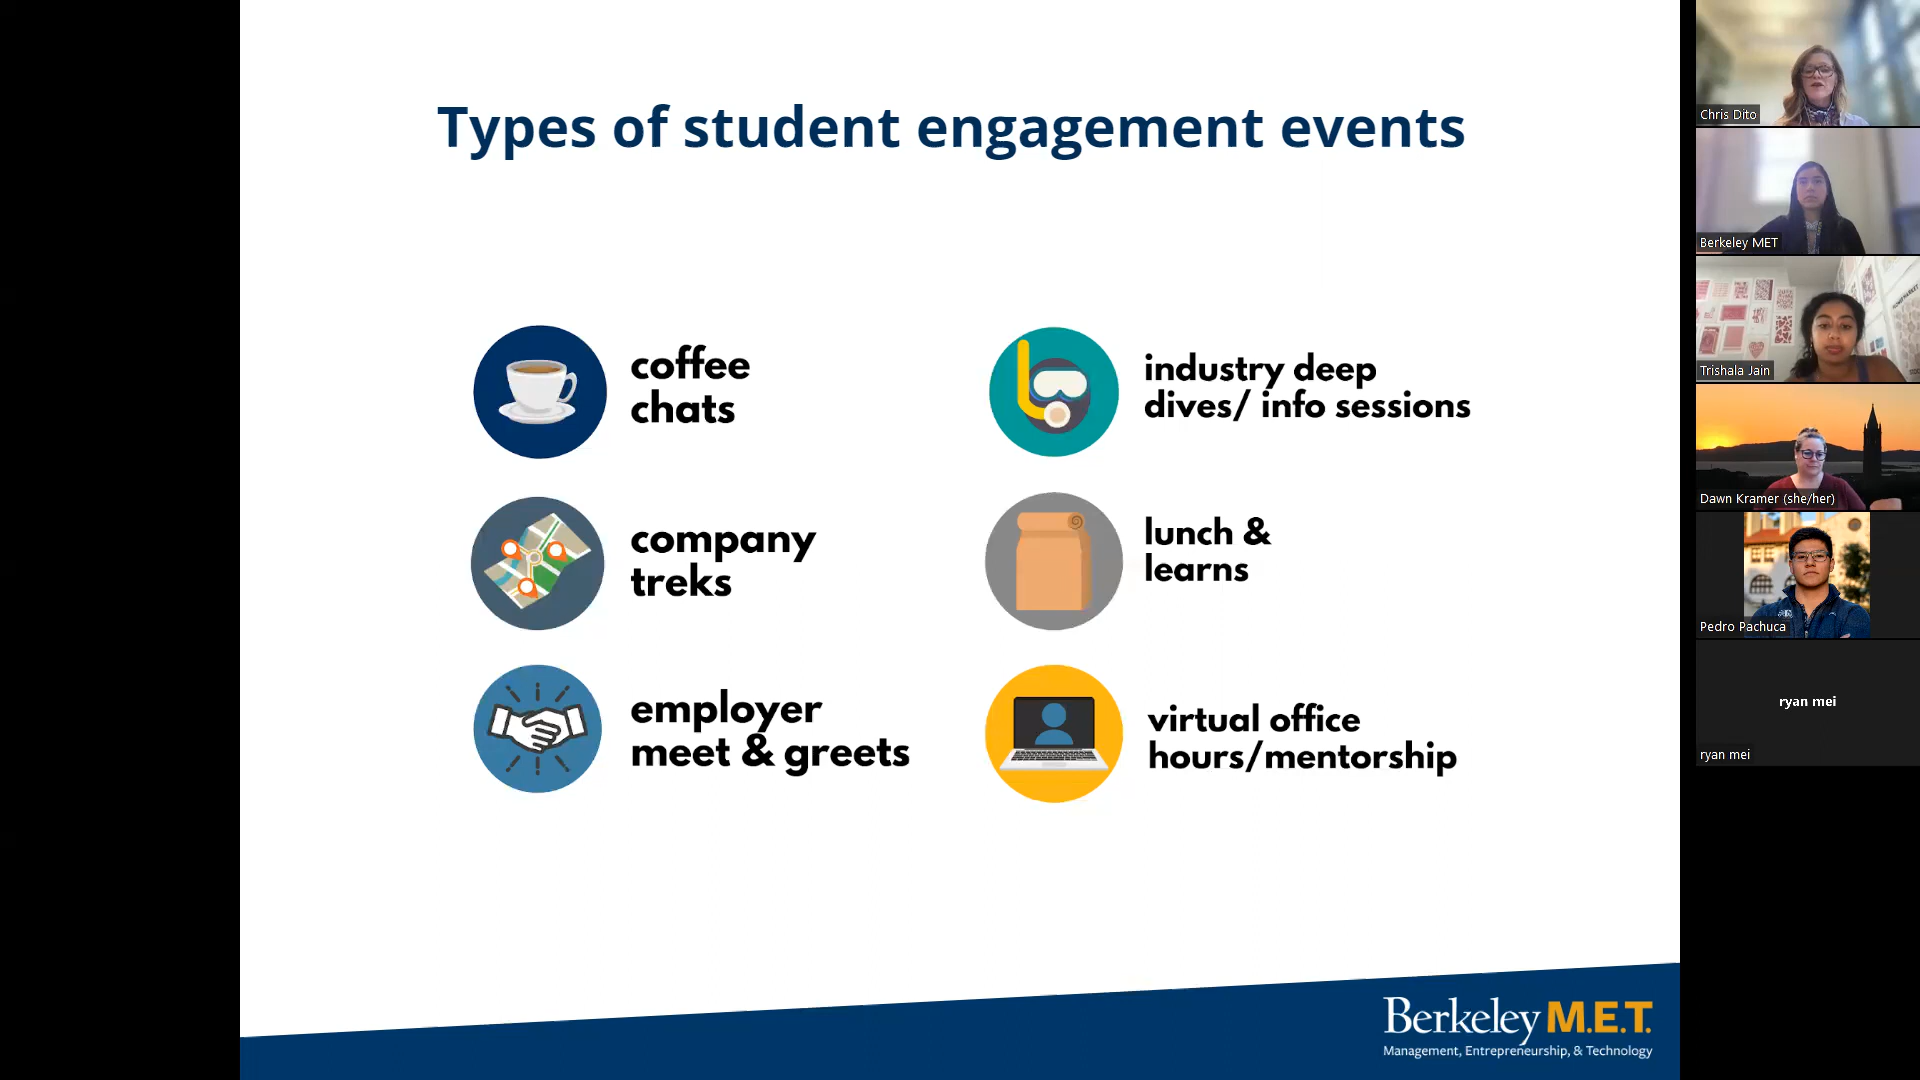 Types of student engagement events
coffee
chats
industry deep
dives/ info sessions
company
treks
lunch &
learns
employer
meet & greets
virtual office
hours/mentorship
Berkeley M.E.T.
Management, Entrepreneurship, & Technology
Chris Dito
Berkeley MET
Trishala Jain
Dawn Kramer (she/her)
Pedro Pachuca
ryan mei
ryan mei